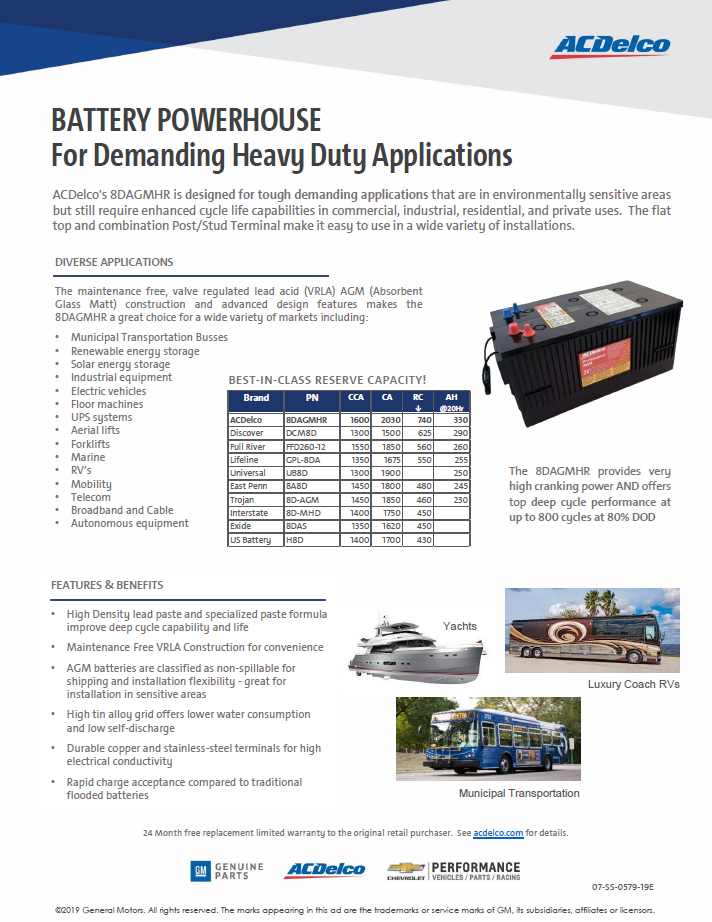 ACDelco
BATTERY POWERHOUSE
For Demanding Heavy Duty Applications
ACDelco's 8DAGMHR is designed for tough demanding applications that are in environmentally sensitive areas
but still require enhanced cycle life capabilities in commercial, industrial, residential, and private uses. The flat
top and combination Post/Stud Terminal make it easy to use in a wide variety of installations.
DIVERSE APPLICATIONS
The maintenance free, valve regulated lead acid (VRLA) AGM (Absorbent
Glass Matt) construction and advanced design features makes the
8DAGMHR a great choice for a wide variety of markets including:
• Municipal Transportation Busses
• Renewable energy storage
• Solar energy storage
• Industrial equipment
• Electric vehicles
• Floor machines
• UPS systems
• Aerial lifts
• Forklifts
• Marine
• RV's
• Mobility
• Telecom
• Broadband and Cable
• Autonomous equipment
BEST-IN-CLASS RESERVE CAPACITY!
Brand PN CCA CA RC ↓ AH @20Hr
ACDelco 8DAGMHR 1600 2030 740 330
Discover DCM8D 1300 1500 625 290
Full River FFD260-12 1550 1850 560 260
Lifeline GPL-8DA 1350 1675 550 255
Universal UB8D 1300 1900 250
East Penn 8A8D 1450 1800 480 245
Trojan 8D-AGM 1450 1850 460 230
Interstate 8D-MHD 1400 1750 450
Exide 8DAS 1350 1620 450
US Battery H8D 1400 1700 430
ACDelco
The 8DAGMHR provides very
high cranking power AND offers
top deep cycle performance at
up to 800 cycles at 80% DOD
FEATURES & BENEFITS
• High Density lead paste and specialized paste formula
improve deep cycle capability and life
• Maintenance Free VRLA Construction for convenience
• AGM batteries are classified as non-spillable for
shipping and installation flexibility - great for
installation in sensitive areas
• High tin alloy grid offers lower water consumption
and low self-discharge
• Durable copper and stainless-steel terminals for high
electrical conductivity
• Rapid charge acceptance compared to traditional
flooded batteries
Yachts
Luxury Coach RVs
Municipal Transportation
24 Month free replacement limited warranty to the original retail purchaser. See acdelco.com for details.
GM GENUINE PARTS
ACDelco
CHEVROLET PERFORMANCE
VEHICLES / PARTS / RACING
07-SS-0579-19E
©2019 General Motors. All rights reserved. The marks appearing in this ad are the trademarks or service marks of GM, its subsidiaries, affiliates or licensors.